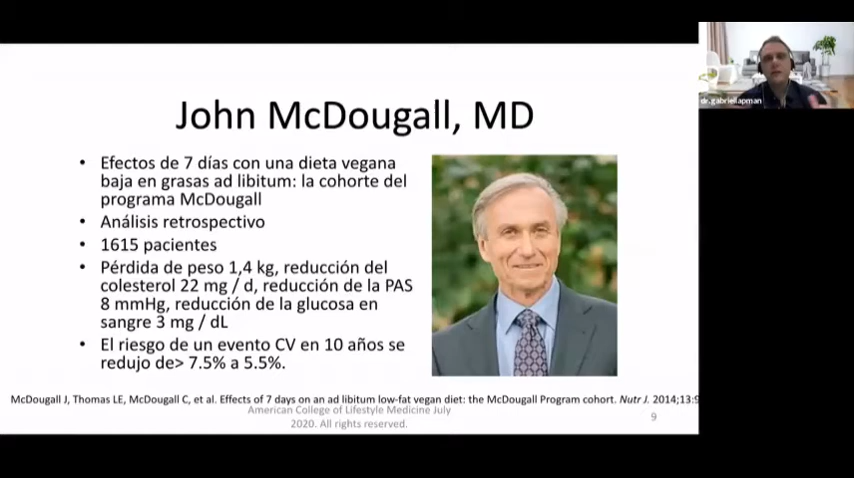 John McDougall, MD
• Efectos de 7 días con una dieta vegana
baja en grasas ad libitum: la cohorte del
programa McDougall
• Análisis retrospectivo
• 1615 pacientes
• Pérdida de peso 1,4 kg, reducción del
colesterol 22 mg / d, reducción de la PAS
8 mmHg, reducción de la glucosa en
sangre 3 mg / dL
• El riesgo de un evento CV en 10 años se
redujo de> 7.5% a 5.5%.
McDougall J, Thomas LE, McDougall C, et al. Effects of 7 days on an ad libitum low-fat vegan diet: the McDougall Program cohort. Nutr J. 2014;13:9
American College of Lifestyle Medicine July
2020. All rights reserved.
9
dr.gabriellapman